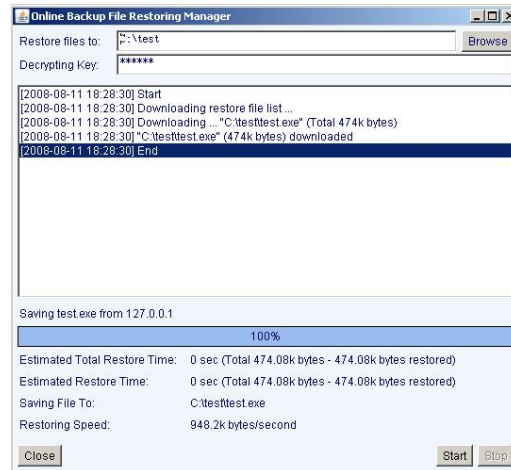 Online Backup File Restoring Manager
Restore files to: C:\test Browse
Decrypting Key: ******
[2008-08-11 18:28:30] Start
[2008-08-11 18:28:30] Downloading restore file list ...
[2008-08-11 18:28:30] Downloading ... "C:\test\test.exe" (Total 474k bytes)
[2008-08-11 18:28:30] "C:\test\test.exe" (474k bytes) downloaded
[2008-08-11 18:28:30] End
Saving test.exe from 127.0.0.1
100%
Estimated Total Restore Time: 0 sec (Total 474.08k bytes - 474.08k bytes restored)
Estimated Restore Time: 0 sec (Total 474.08k bytes - 474.08k bytes restored)
Saving File To: C:\test\test.exe
Restoring Speed: 948.2k bytes/second
Close Start Stop